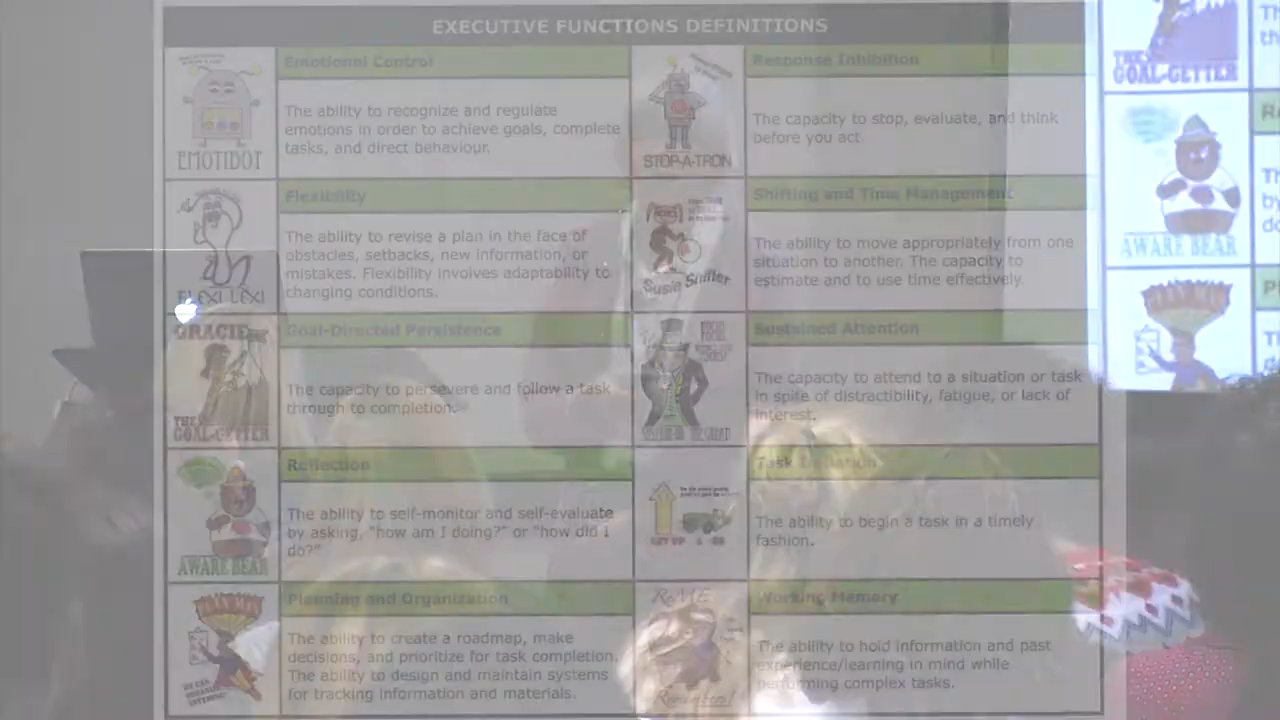 EXECUTIVE FUNCTIONS DEFINITIONS
Emotional Control
The ability to recognize and regulate
emotions in order to achieve goals, complete
tasks, and direct behaviour.
EMOTIBOT
Response Inhibition
The capacity to stop, evaluate, and think
before you act.
STOP-A-TRON
Flexibility
The ability to revise a plan in the face of
obstacles, setbacks, new information, or
mistakes. Flexibility involves adaptability to
changing conditions.
FLEXI LEXI
Shifting and Time Management
The ability to move appropriately from one
situation to another. The capacity to
estimate and to use time effectively.
Susie Shifter
GRACIE
THE
GOAL-GETTER
Goal-Directed Persistence
The capacity to persevere and follow a task
through to completion.
Sustained Attention
The capacity to attend to a situation or task
in spite of distractibility, fatigue, or lack of
interest.
Reflection
The ability to self-monitor and self-evaluate
by asking, "how am I doing?" or "how did I
do?"
AWARE BEAR
Task Initiation
The ability to begin a task in a timely
fashion.
PLAN MAN
Planning and Organization
The ability to create a roadmap, make
decisions, and prioritize for task completion.
The ability to design and maintain systems
for tracking information and materials.
Working Memory
The ability to hold information and past
experience/learning in mind while
performing complex tasks.
THE
GOAL-GETTER
AWARE BEAR
PLAN MAN